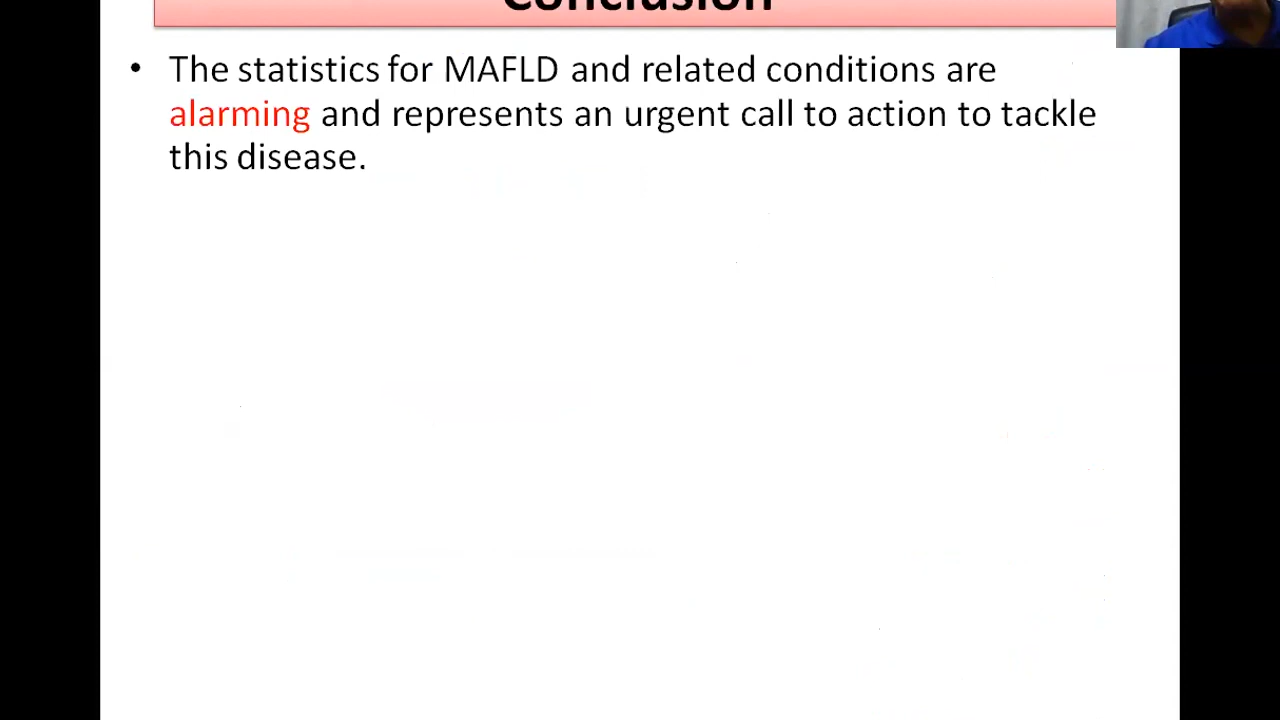 Conclusion
• The statistics for MAFLD and related conditions are
alarming and represents an urgent call to action to tackle
this disease.